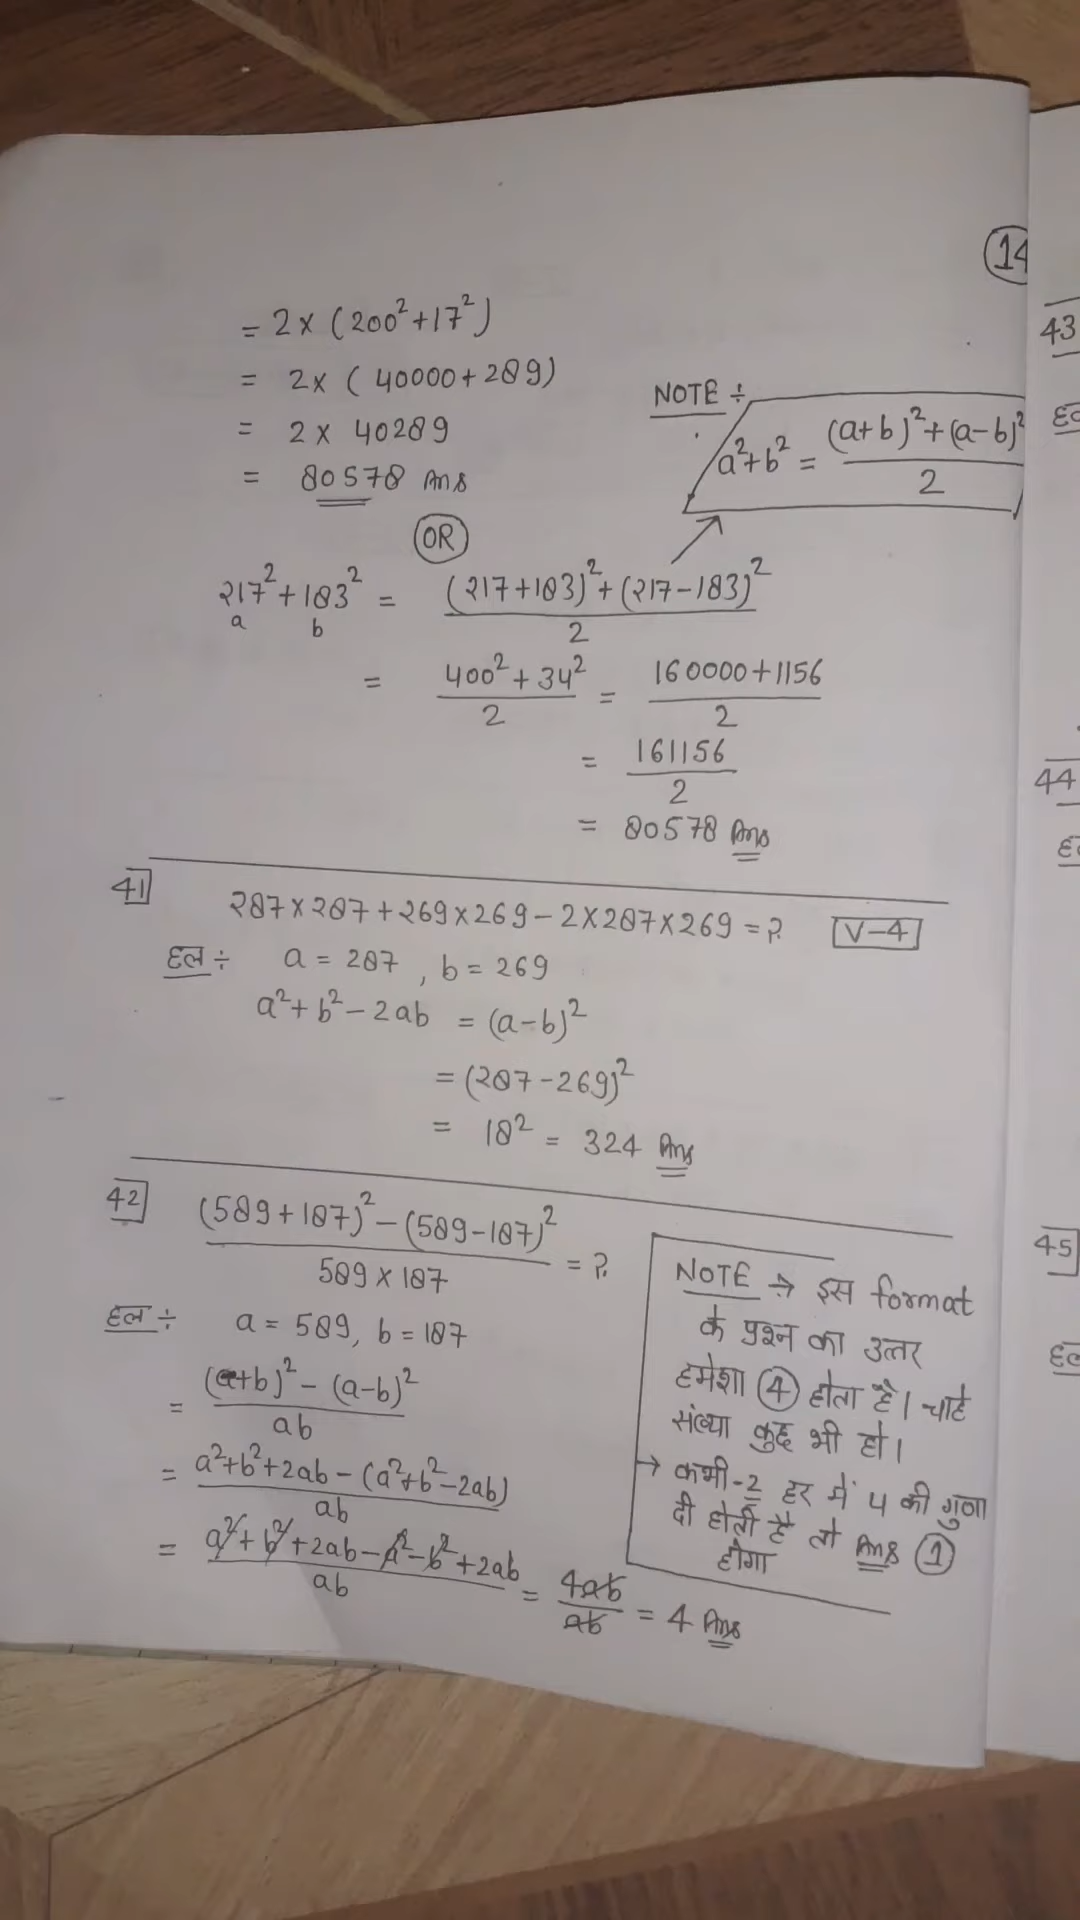 14
= 2 × (200² + 17²)
= 2 × (40000 + 289)
= 2 × 40289
= 80578 Ans
NOTE ÷
a² + b² = ((a+b)² + (a-b)²)/2
OR
217² + 183² = ((217+183)² + (217-183)²)/2
a b
= (400² + 34²)/2 = (160000 + 1156)/2
= 161156/2
= 80578 Ans
41 287 × 287 + 269 × 269 - 2 × 287 × 269 = ? V-4
हल ÷ a = 287, b = 269
a² + b² - 2ab = (a-b)²
= (287 - 269)²
= 18² = 324 Ans
42 ((589+187)² - (589-187)²)/(589 × 187) = ?
हल ÷ a = 589, b = 187
= ((a+b)² - (a-b)²)/ab
= (a²+b²+2ab - (a²+b²-2ab))/ab
= (a²+b²+2ab-a²-b²+2ab)/ab = 4ab/ab = 4 Ans
NOTE → इस format
के प्रश्न का उत्तर
हमेशा 4 होता है। चाहे
संख्या कुछ भी हो।
→ कभी-2 हर में 4 की गुणा
दी होती है तो Ans 1
होगा
43
44
45